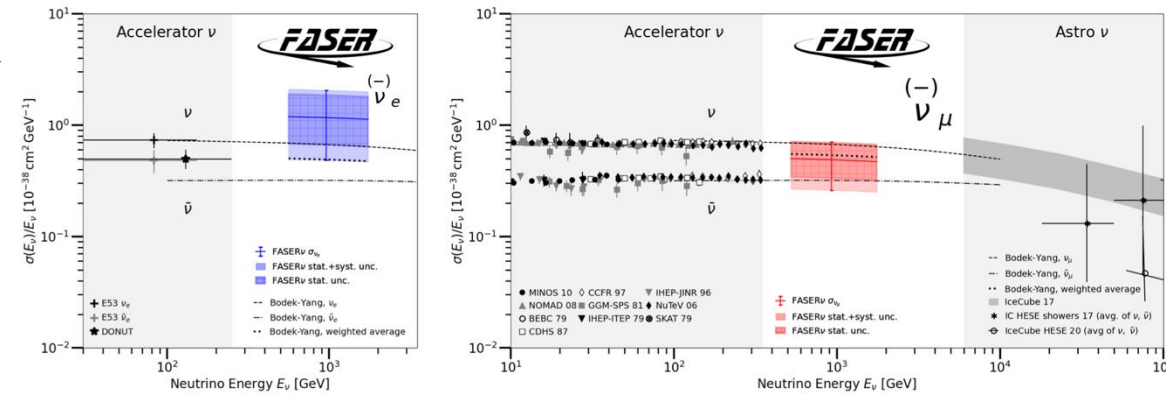 Accelerator ν
FASER
(−)
ν e
ν
ν̄
σ(Eν)/Eν [10⁻³⁸ cm² GeV⁻¹]
10¹
10⁰
10⁻¹
10⁻²
FASERν σνe
FASERν stat.+syst. unc.
FASERν stat. unc.
Bodek-Yang, νe
Bodek-Yang, ν̄e
Bodek-Yang, weighted average
E53 νe
E53 ν̄e
DONUT
10² 10³
Neutrino Energy Eν [GeV]
Accelerator ν
FASER
Astro ν
(−)
ν μ
ν
ν̄
σ(Eν)/Eν [10⁻³⁸ cm² GeV⁻¹]
10¹
10⁰
10⁻¹
10⁻²
MINOS 10 CCFR 97 IHEP-JINR 96
NOMAD 08 GGM-SPS 81 NuTeV 06
BEBC 79 IHEP-ITEP 79 SKAT 79
CDHS 87
FASERν σνμ
FASERν stat.+syst. unc.
FASERν stat. unc.
Bodek-Yang, νμ
Bodek-Yang, ν̄μ
Bodek-Yang, weighted average
IceCube 17
IC HESE showers 17 (avg. of ν, ν̄)
IceCube HESE 20 (avg of ν, ν̄)
10¹ 10² 10³ 10⁴
Neutrino Energy Eν [GeV]